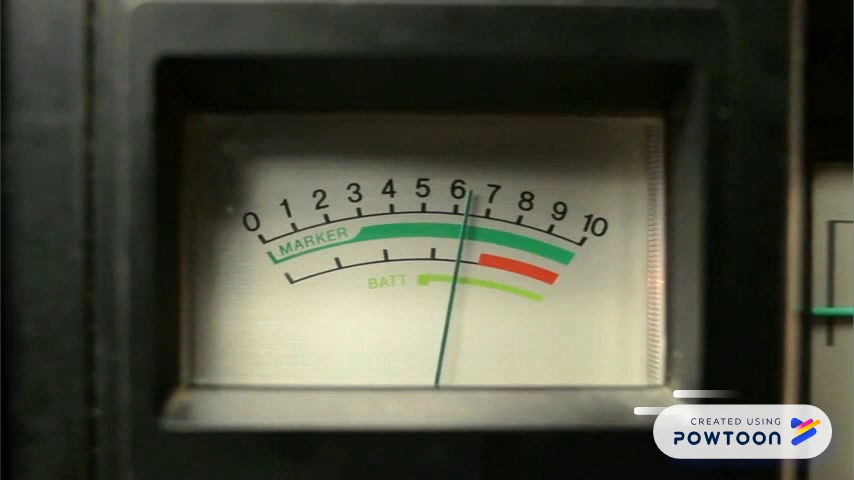 0 1 2 3 4 5 6 7 8 9 10
MARKER
BATT
CREATED USING
POWTOON